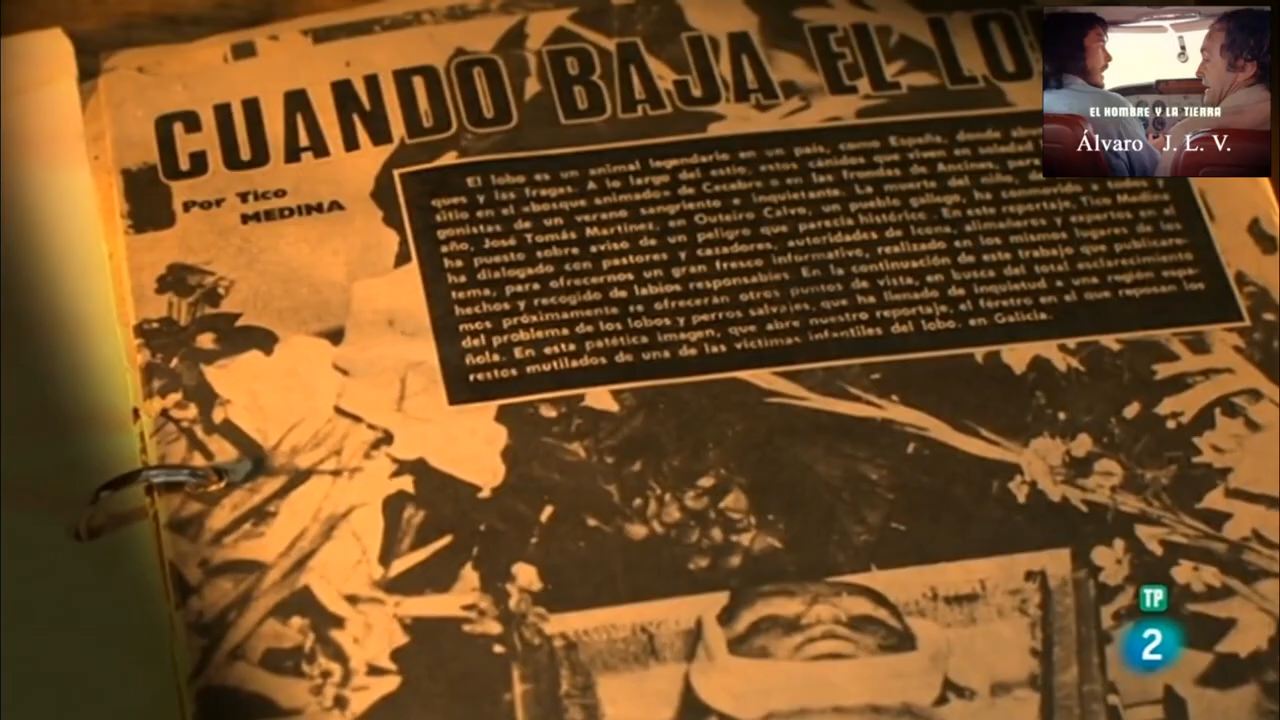 CUANDO BAJA EL LO
Por Tico
MEDINA
El lobo es un animal legendario en un país, como España, donde
ques y las fragas. A lo largo del estío, estos cánidos que viven en soledad
sitio en el «bosque animado» de Cecebre o en las frondas de Ancines, para
gonistas de un verano sangriento e inquietante. La muerte del niño, de
año, José Tomás Martínez, en Outeiro Calvo, un pueblo gallego, ha conmovido a todos y
ha puesto sobre aviso de un peligro que parecía histórico. En este reportaje, Tico Medina
ha dialogado con pastores y cazadores, autoridades de Icona, alimañeros y expertos en el
tema, para ofrecernos un gran fresco informativo, realizado en los mismos lugares de los
hechos y recogido de labios responsables. En la continuación de este trabajo que publicare-
mos próximamente se ofrecerán otros puntos de vista, en busca del total esclarecimiento
del problema de los lobos y perros salvajes, que ha llenado de inquietud a una región espa-
ñola. En esta patética imagen, que abre nuestro reportaje, el féretro en el que reposan los
restos mutilados de una de las víctimas infantiles del lobo, en Galicia.
EL HOMBRE Y LA TIERRA
Álvaro J. L. V.
TP
2